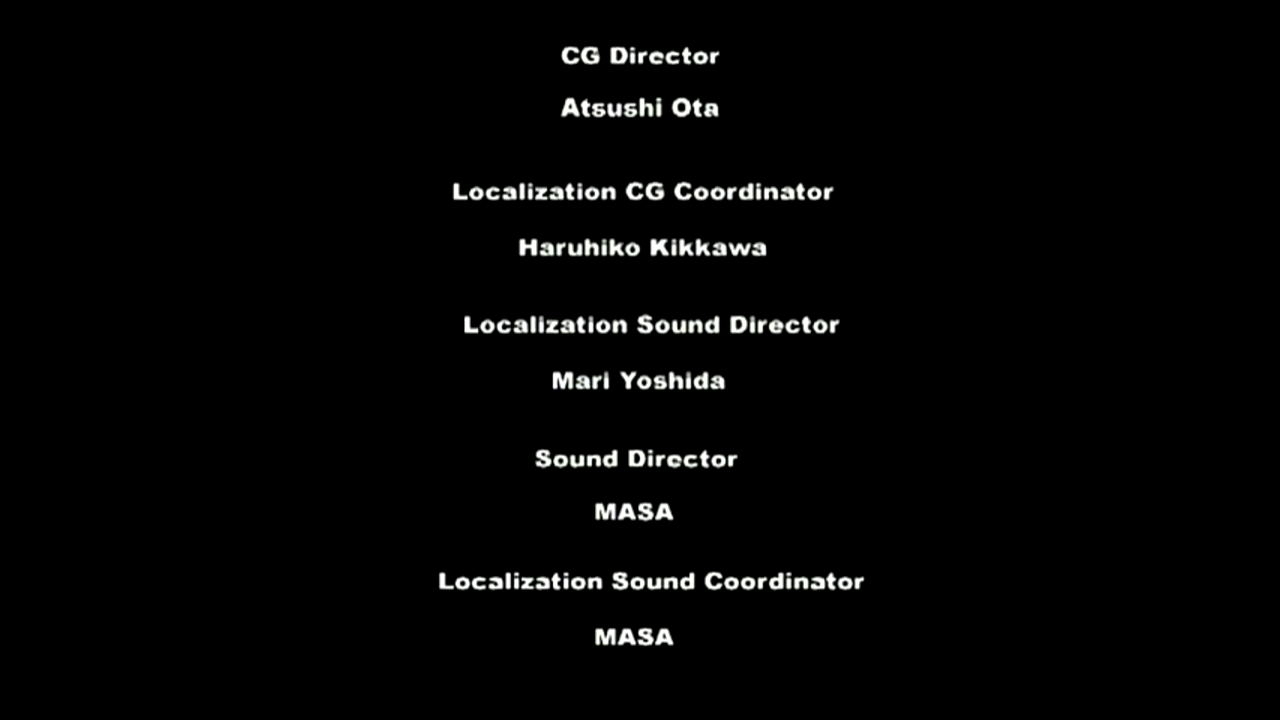 CG Director
Atsushi Ota
Localization CG Coordinator
Haruhiko Kikkawa
Localization Sound Director
Mari Yoshida
Sound Director
MASA
Localization Sound Coordinator
MASA